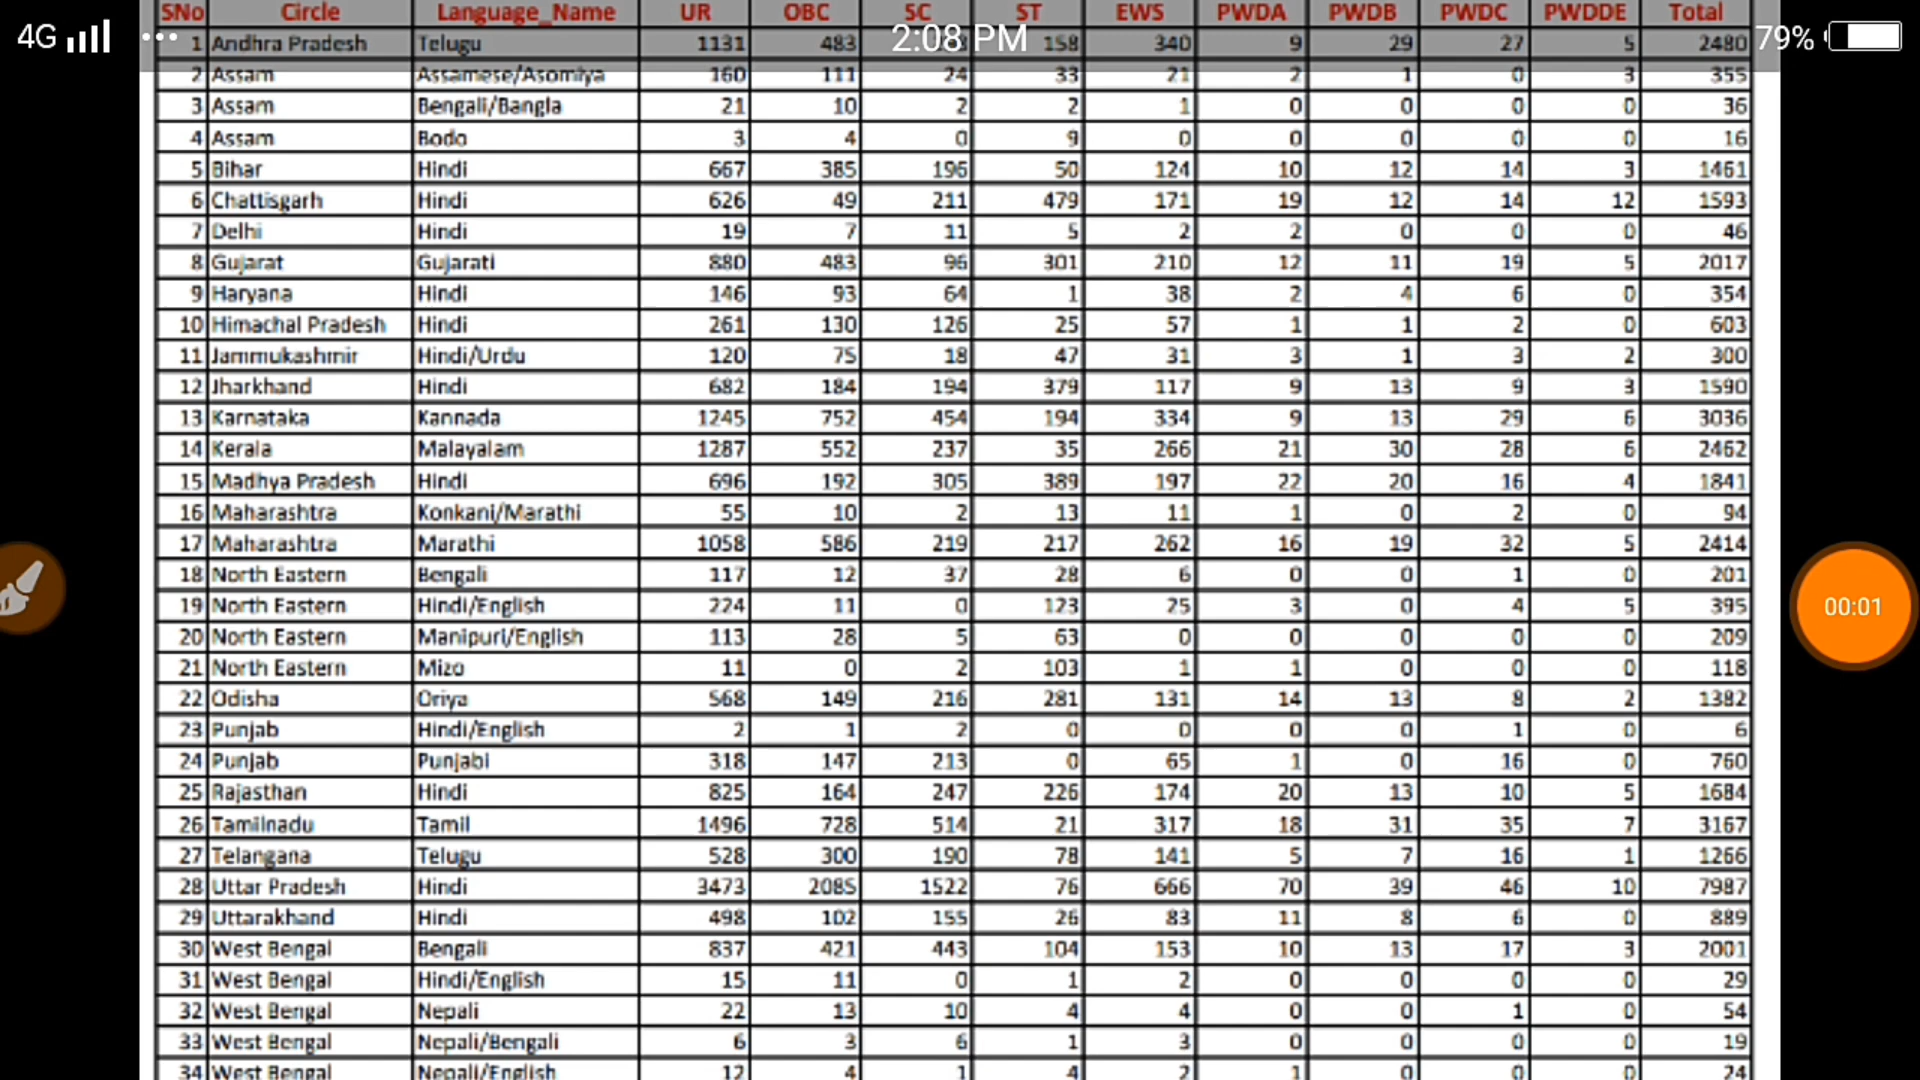 SNo Circle Language_Name UR OBC SC ST EWS PWDA PWDB PWDC PWDDE Total
4G 2:08 PM 79%
1 Andhra Pradesh Telugu 1131 483 158 340 9 29 27 5 2480
2 Assam Assamese/Asomiya 160 111 24 33 21 2 1 0 3 355
3 Assam Bengali/Bangla 21 10 2 2 1 0 0 0 0 36
4 Assam Bodo 3 4 0 9 0 0 0 0 0 16
5 Bihar Hindi 667 385 196 50 124 10 12 14 3 1461
6 Chattisgarh Hindi 626 49 211 479 171 19 12 14 12 1593
7 Delhi Hindi 19 7 11 5 2 2 0 0 0 46
8 Gujarat Gujarati 880 483 96 301 210 12 11 19 5 2017
9 Haryana Hindi 146 93 64 1 38 2 4 6 0 354
10 Himachal Pradesh Hindi 261 130 126 25 57 1 1 2 0 603
11 Jammukashmir Hindi/Urdu 120 75 18 47 31 3 1 3 2 300
12 Jharkhand Hindi 682 184 194 379 117 9 13 9 3 1590
13 Karnataka Kannada 1245 752 454 194 334 9 13 29 6 3036
14 Kerala Malayalam 1287 552 237 35 266 21 30 28 6 2462
15 Madhya Pradesh Hindi 696 192 305 389 197 22 20 16 4 1841
16 Maharashtra Konkani/Marathi 55 10 2 13 11 1 0 2 0 94
17 Maharashtra Marathi 1058 586 219 217 262 16 19 32 5 2414
18 North Eastern Bengali 117 12 37 28 6 0 0 1 0 201
19 North Eastern Hindi/English 224 11 0 123 25 3 0 4 5 395
20 North Eastern Manipuri/English 113 28 5 63 0 0 0 0 0 209
21 North Eastern Mizo 11 0 2 103 1 1 0 0 0 118
22 Odisha Oriya 568 149 216 281 131 14 13 8 2 1382
23 Punjab Hindi/English 2 1 2 0 0 0 0 1 0 6
24 Punjab Punjabi 318 147 213 0 65 1 0 16 0 760
25 Rajasthan Hindi 825 164 247 226 174 20 13 10 5 1684
26 Tamilnadu Tamil 1496 728 514 21 317 18 31 35 7 3167
27 Telangana Telugu 528 300 190 78 141 5 7 16 1 1266
28 Uttar Pradesh Hindi 3473 2085 1522 76 666 70 39 46 10 7987
29 Uttarakhand Hindi 498 102 155 26 83 11 8 6 0 889
30 West Bengal Bengali 837 421 443 104 153 10 13 17 3 2001
31 West Bengal Hindi/English 15 11 0 1 2 0 0 0 0 29
32 West Bengal Nepali 22 13 10 4 4 0 0 1 0 54
33 West Bengal Nepali/Bengali 6 3 6 1 3 0 0 0 0 19
34 West Bengal Nepali/English 12 4 1 4 2 1 0 0 0 24
00:01